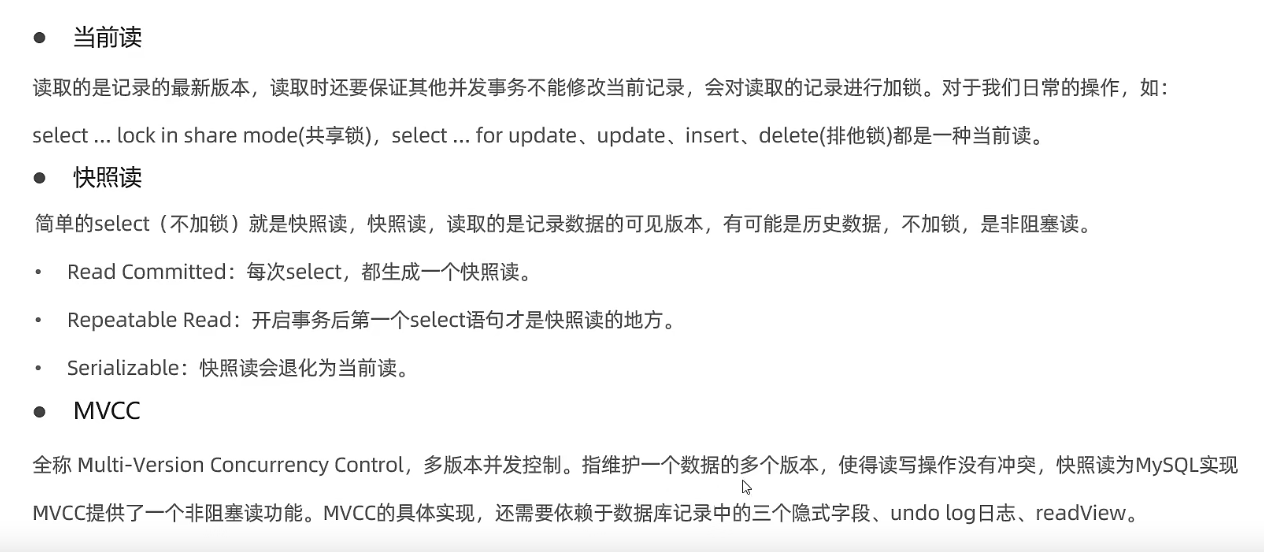 ● 当前读
读取的是记录的最新版本，读取时还要保证其他并发事务不能修改当前记录，会对读取的记录进行加锁。对于我们日常的操作，如：
select ... lock in share mode(共享锁)，select ... for update、update、insert、delete(排他锁)都是一种当前读。
● 快照读
简单的select（不加锁）就是快照读，快照读，读取的是记录数据的可见版本，有可能是历史数据，不加锁，是非阻塞读。
• Read Committed：每次select，都生成一个快照读。
• Repeatable Read：开启事务后第一个select语句才是快照读的地方。
• Serializable：快照读会退化为当前读。
● MVCC
全称 Multi-Version Concurrency Control，多版本并发控制。指维护一个数据的多个版本，使得读写操作没有冲突，快照读为MySQL实现
MVCC提供了一个非阻塞读功能。MVCC的具体实现，还需要依赖于数据库记录中的三个隐式字段、undo log日志、readView。